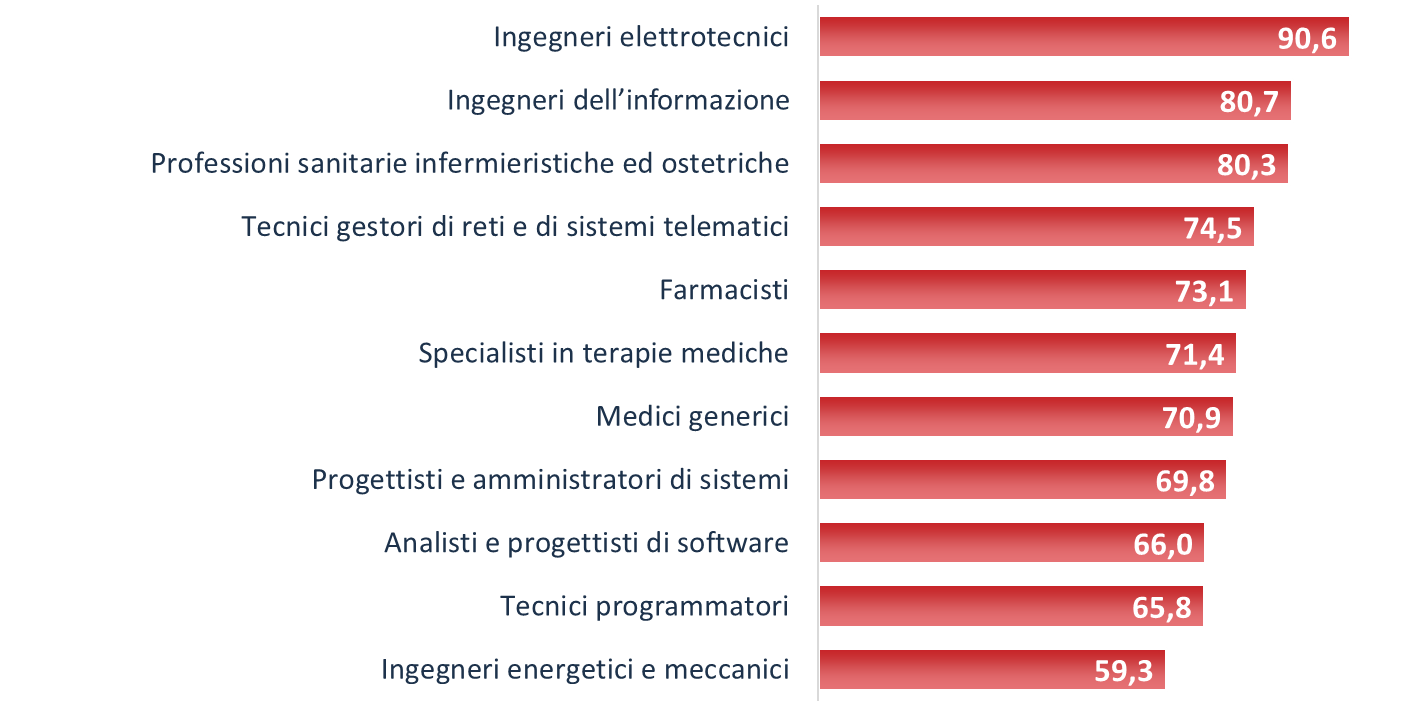 Ingegneri elettrotecnici 90,6
Ingegneri dell’informazione 80,7
Professioni sanitarie infermieristiche ed ostetriche 80,3
Tecnici gestori di reti e di sistemi telematici 74,5
Farmacisti 73,1
Specialisti in terapie mediche 71,4
Medici generici 70,9
Progettisti e amministratori di sistemi 69,8
Analisti e progettisti di software 66,0
Tecnici programmatori 65,8
Ingegneri energetici e meccanici 59,3